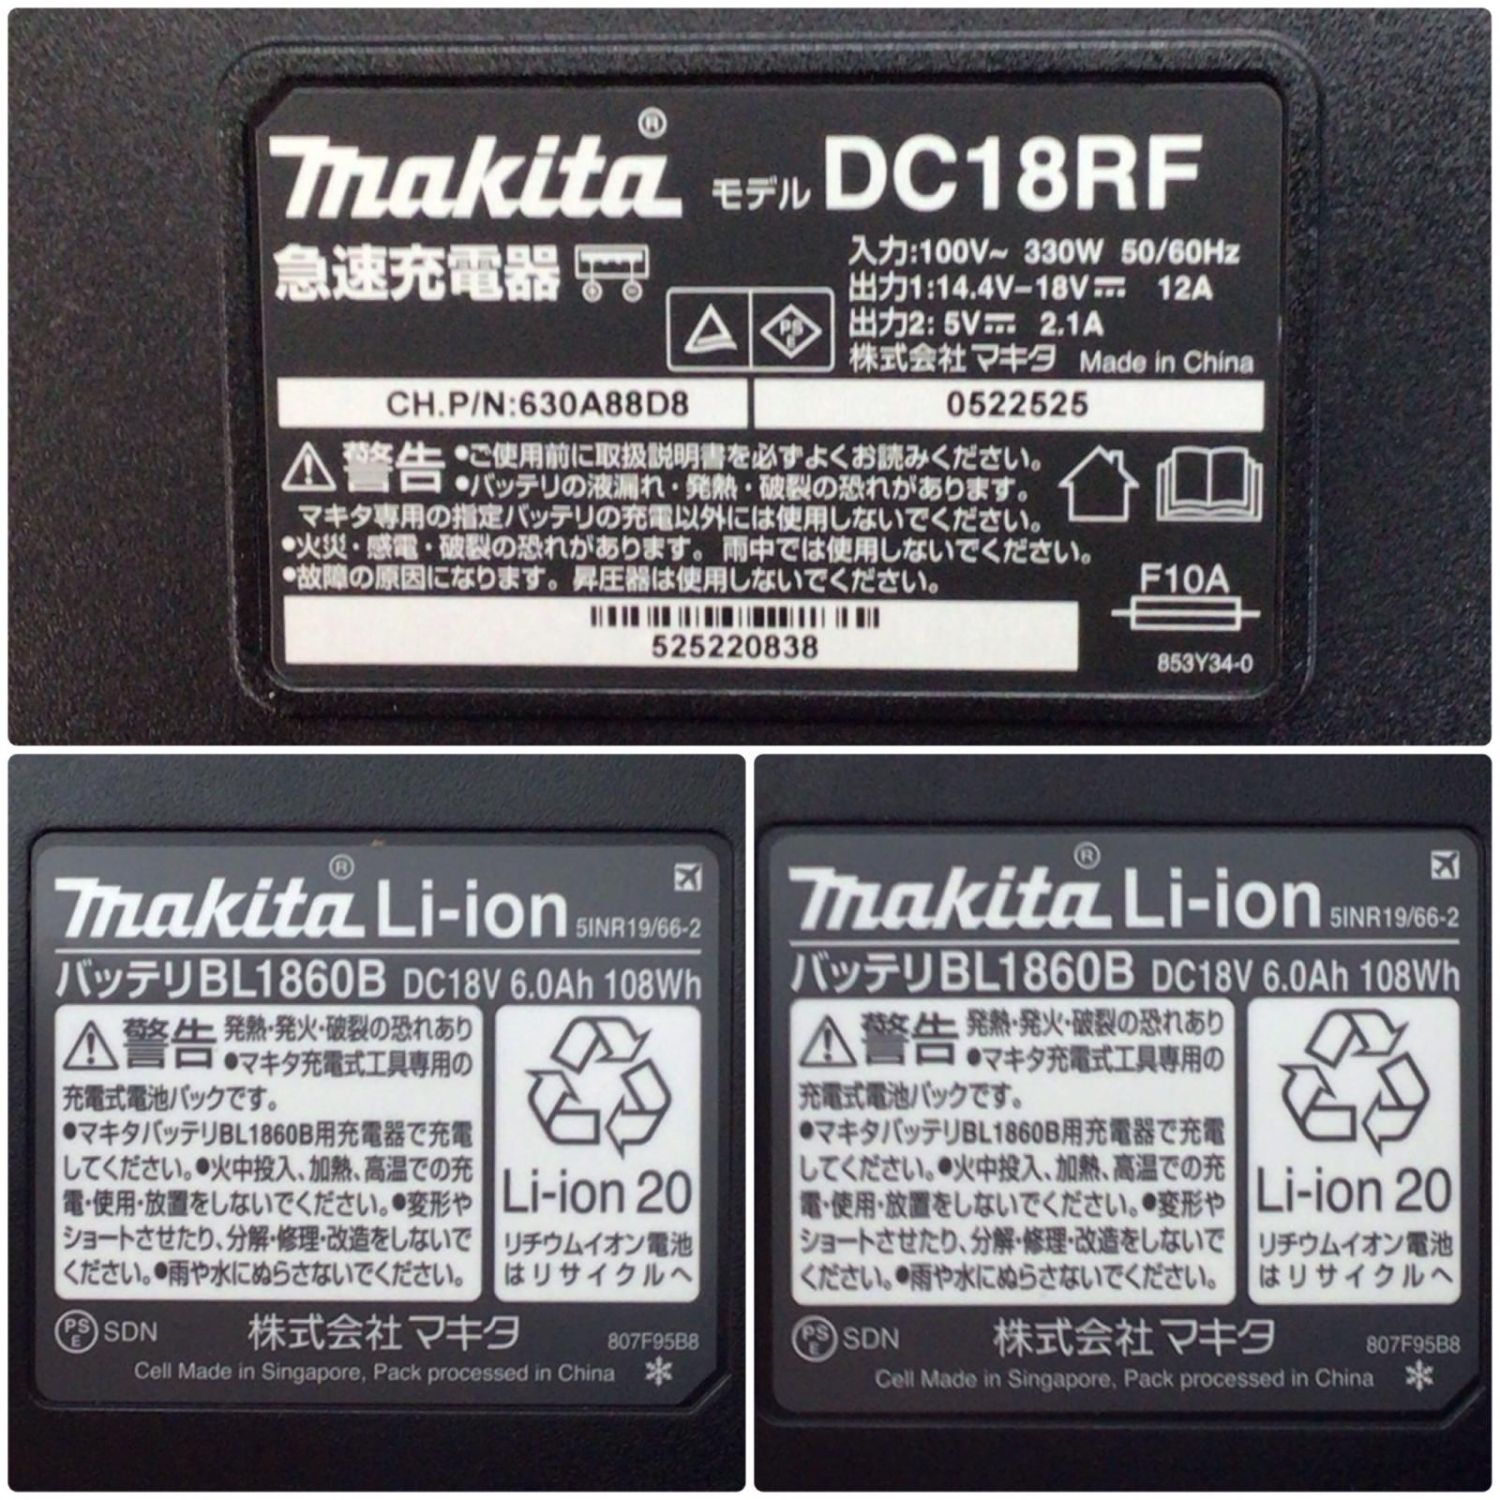 makita® モデル DC18RF
急速充電器
入力:100V~ 330W 50/60Hz
出力1:14.4V-18V⎓ 12A
出力2: 5V⎓ 2.1A
PSE
株式会社マキタ Made in China
CH.P/N:630A88D8
0522525
警告 •ご使用前に取扱説明書を必ずよくお読みください。
•バッテリの液漏れ・発熱・破裂の恐れがあります。
マキタ専用の指定バッテリの充電以外には使用しないでください。
•火災・感電・破裂の恐れがあります。雨中では使用しないでください。
•故障の原因になります。昇圧器は使用しないでください。
F10A
525220838
853Y34-0
makita® Li-ion 5INR19/66-2
バッテリBL1860B DC18V 6.0Ah 108Wh
警告 発熱・発火・破裂の恐れあり
●マキタ充電式工具専用の
充電式電池パックです。
●マキタバッテリBL1860B用充電器で充電
してください。●火中投入、加熱、高温での充
電・使用・放置をしないでください。●変形や
ショートさせたり、分解・修理・改造をしないで
ください。●雨や水にぬらさないでください。
Li-ion 20
リチウムイオン電池
はリサイクルへ
PSE SDN 株式会社マキタ 807F95B8
Cell Made in Singapore, Pack processed in China
makita® Li-ion 5INR19/66-2
バッテリBL1860B DC18V 6.0Ah 108Wh
警告 発熱・発火・破裂の恐れあり
●マキタ充電式工具専用の
充電式電池パックです。
●マキタバッテリBL1860B用充電器で充電
してください。●火中投入、加熱、高温での充
電・使用・放置をしないでください。●変形や
ショートさせたり、分解・修理・改造をしないで
ください。●雨や水にぬらさないでください。
Li-ion 20
リチウムイオン電池
はリサイクルへ
PSE SDN 株式会社マキタ 807F95B8
Cell Made in Singapore, Pack processed in China